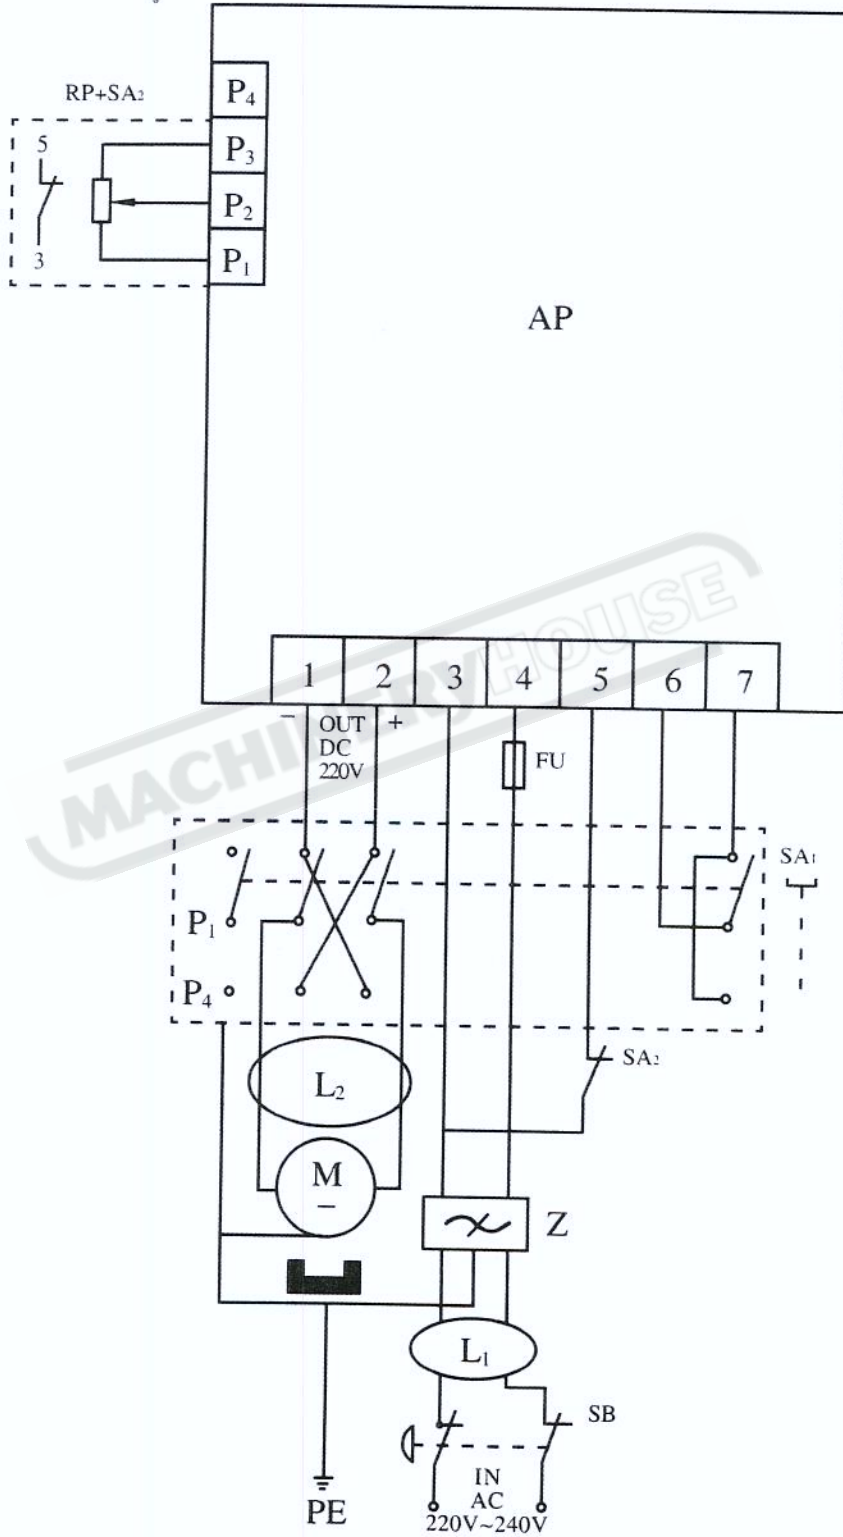 RP+SA₂
P₄
5
P₃
P₂
3
P₁
AP
MACHINERYHOUSE
1 2 3 4 5 6 7
− OUT +
DC
220V
FU
SA₁
P₁
P₄
SA₂
L₂
M
−
Z
L₁
SB
IN
AC
PE
220V~240V